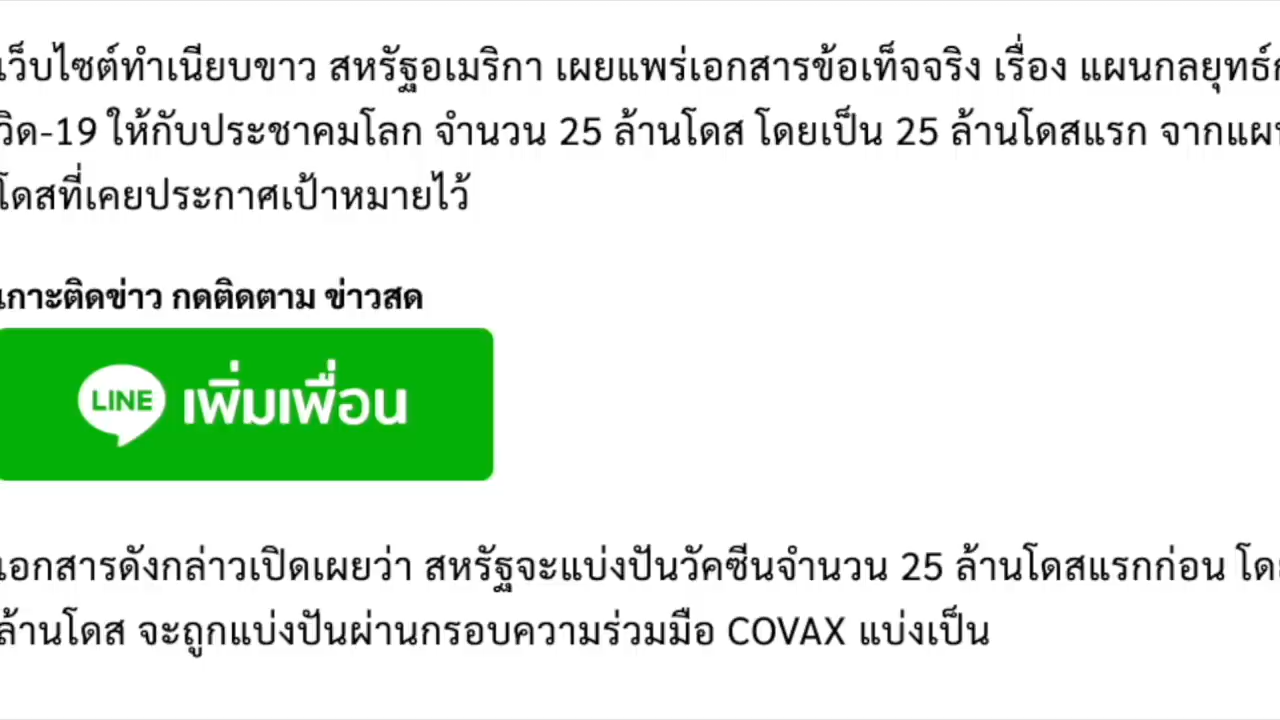 เว็บไซต์ทำเนียบขาว สหรัฐอเมริกา เผยแพร่เอกสารข้อเท็จจริง เรื่อง แผนกลยุทธ์
วิด-19 ให้กับประชาคมโลก จำนวน 25 ล้านโดส โดยเป็น 25 ล้านโดสแรก จากแผน
โดสที่เคยประกาศเป้าหมายไว้
เกาะติดข่าว กดติดตาม ข่าวสด
LINE เพิ่มเพื่อน
เอกสารดังกล่าวเปิดเผยว่า สหรัฐจะแบ่งปันวัคซีนจำนวน 25 ล้านโดสแรกก่อน
ล้านโดส จะถูกแบ่งปันผ่านกรอบความร่วมมือ COVAX แบ่งเป็น